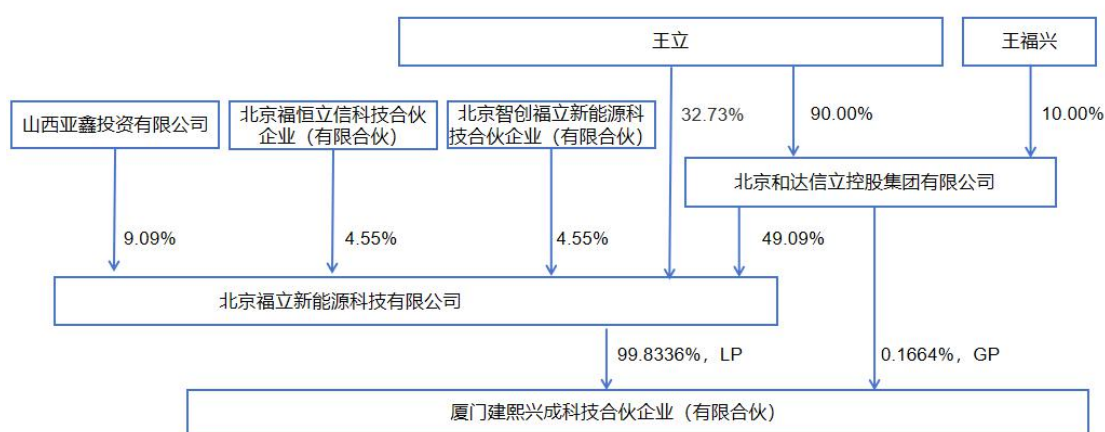 王立
王福兴
山西亚鑫投资有限公司
北京福恒立信科技合伙
企业（有限合伙）
北京智创福立新能源科
技合伙企业（有限合伙）
32.73%
90.00%
10.00%
北京和达信立控股集团有限公司
9.09%
4.55%
4.55%
49.09%
北京福立新能源科技有限公司
99.8336%，LP
0.1664%，GP
厦门建熙兴成科技合伙企业（有限合伙）